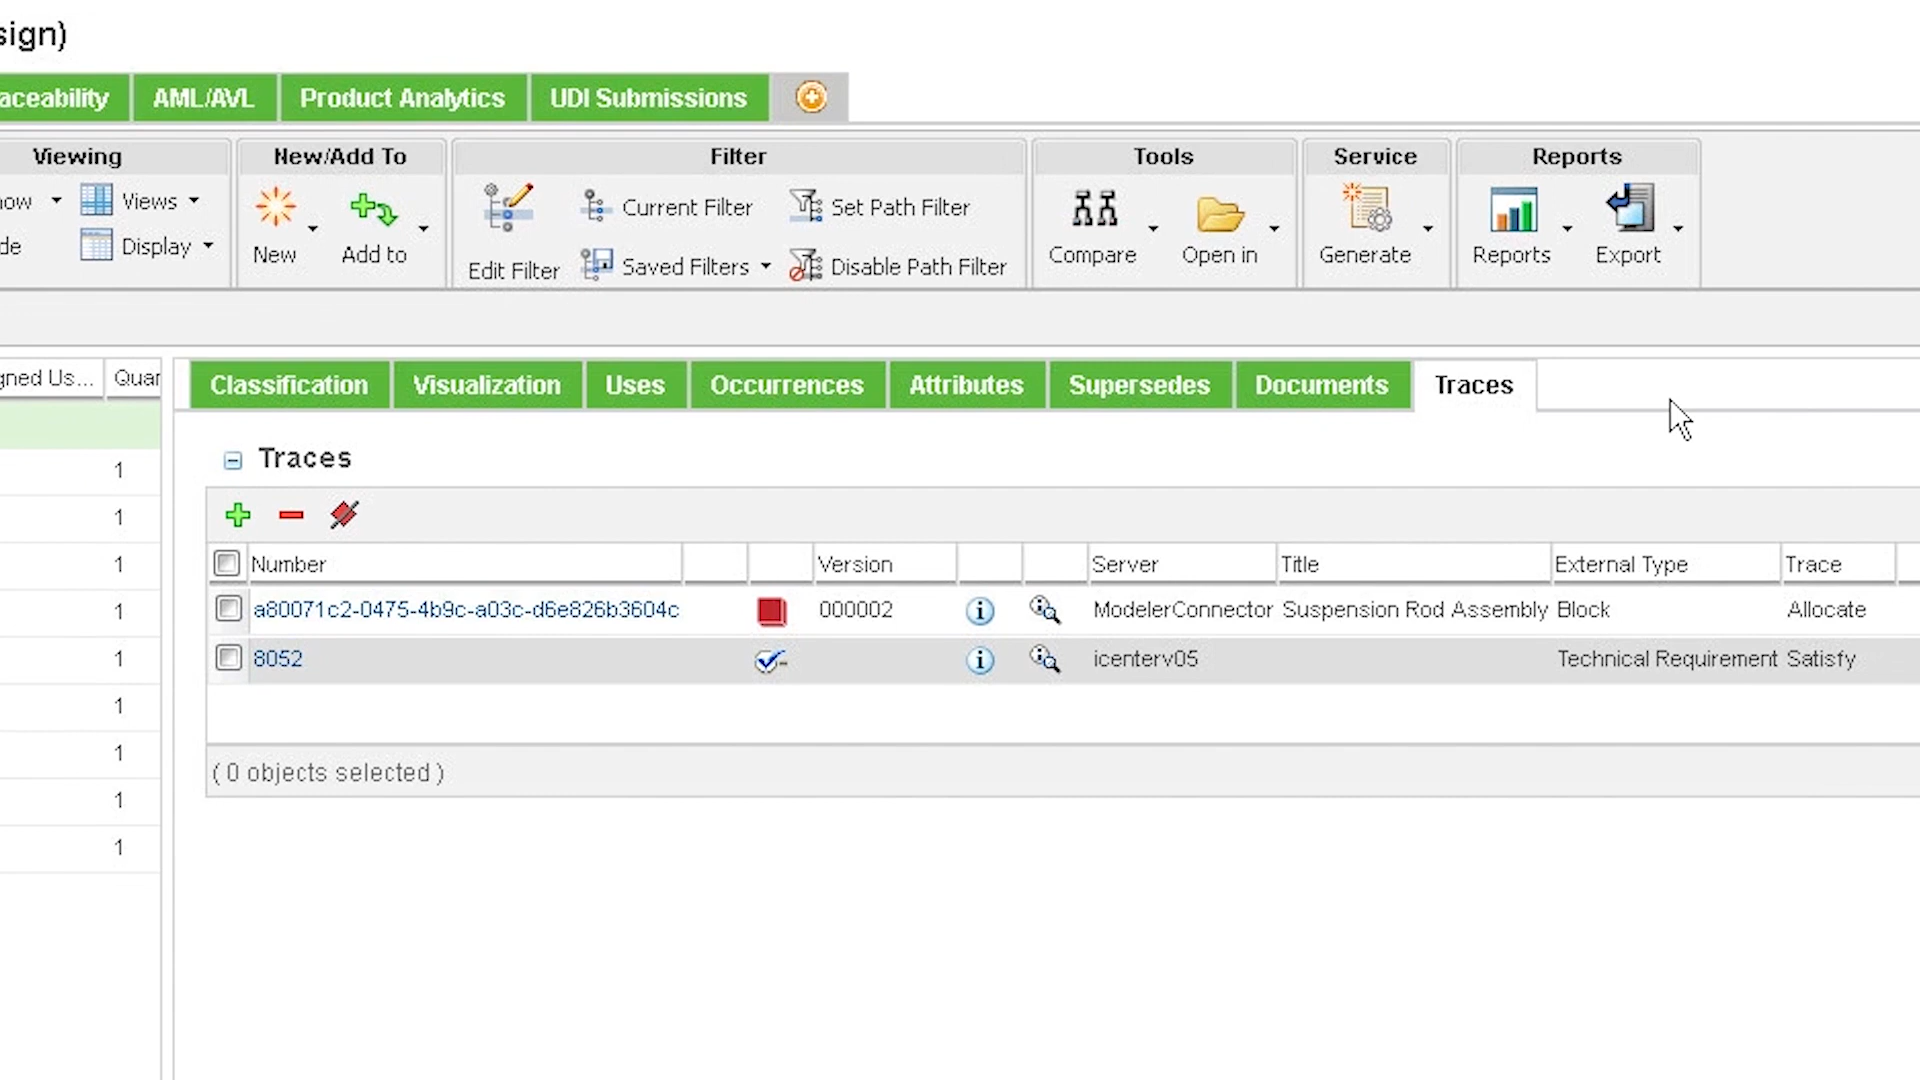 sign)
aceability AML/AVL Product Analytics UDI Submissions
Viewing New/Add To Filter Tools Service Reports
ow Views New Add to Edit Filter Current Filter Set Path Filter Compare Open in Generate Reports Export
de Display Saved Filters Disable Path Filter
gned Us... Quar
Classification Visualization Uses Occurrences Attributes Supersedes Documents Traces
Traces
Number Version Server Title External Type Trace
a80071c2-0475-4b9c-a03c-d6e826b3604c 000002 ModelerConnector Suspension Rod Assembly Block Allocate
8052 icenterv05 Technical Requirement Satisfy
( 0 objects selected )
1
1
1
1
1
1
1
1
1